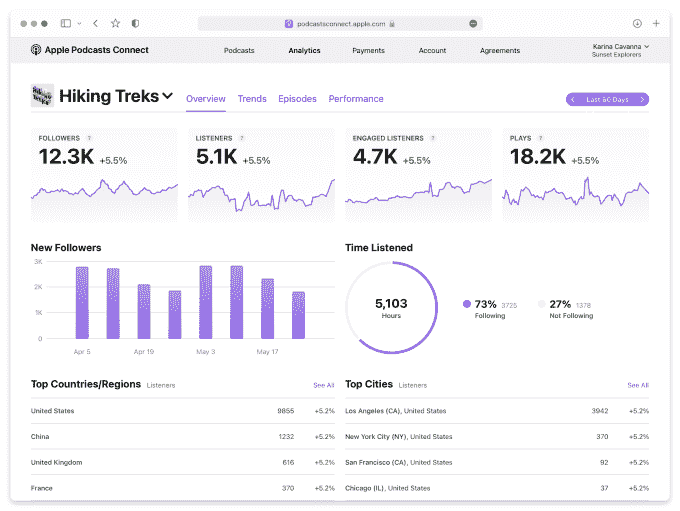 podcastsconnect.apple.com
Apple Podcasts Connect
Podcasts
Analytics
Payments
Account
Agreements
Karina Cavanna
Sunset Explorers
Hiking Treks
Overview
Trends
Episodes
Performance
Last 60 Days
FOLLOWERS ?
12.3K +5.5%
LISTENERS ?
5.1K +5.5%
ENGAGED LISTENERS ?
4.7K +5.5%
PLAYS ?
18.2K +5.5%
New Followers
3K
2K
1K
0
Apr 5
Apr 19
May 3
May 17
Time Listened
5,103
Hours
73% 3725
Following
27% 1378
Not Following
Top Countries/Regions Listeners See All
United States 9855 +5.2%
China 1232 +5.2%
United Kingdom 616 +5.2%
France 370 +5.2%
Top Cities Listeners See All
Los Angeles (CA), United States 3942 +5.2%
New York City (NY), United States 370 +5.2%
San Francisco (CA), United States 92 +5.2%
Chicago (IL), United States 37 +5.2%